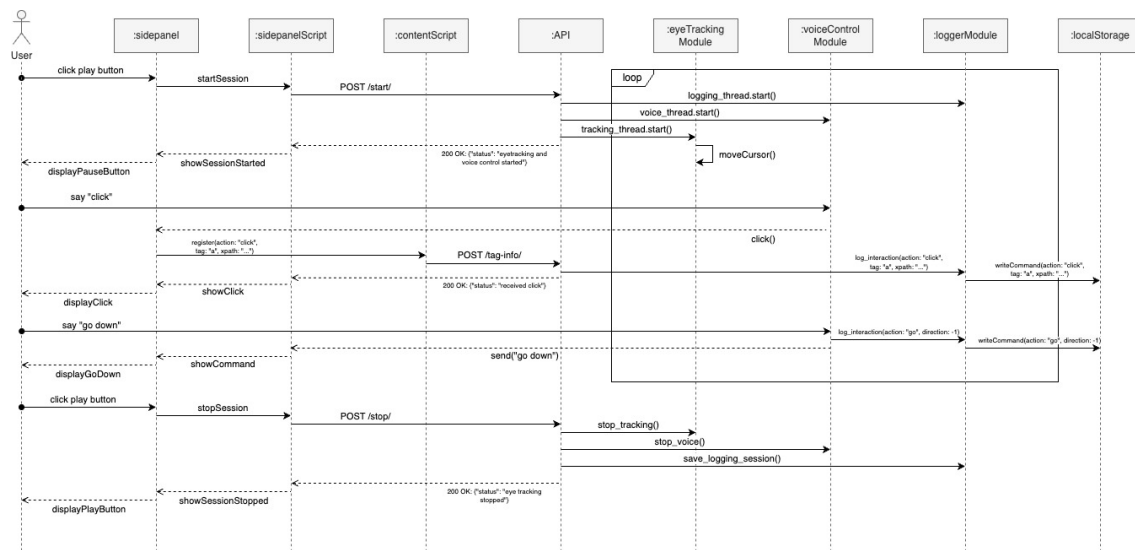 User
:sidepanel
:sidepanelScript
:contentScript
:API
:eyeTracking
Module
:voiceControl
Module
:loggerModule
:localStorage
loop
click play button
startSession
POST /start/
logging_thread.start()
voice_thread.start()
tracking_thread.start()
moveCursor()
200 OK: {"status": "eyetracking and
voice control started"}
showSessionStarted
displayPauseButton
say "click"
click()
register(action: "click",
tag: "a", xpath: "...")
POST /tag-info/
log_interaction(action: "click",
tag: "a", xpath: "...")
writeCommand(action: "click",
tag: "a", xpath: "...")
200 OK: {"status": "received click"}
showClick
displayClick
say "go down"
log_interaction(action: "go", direction: -1)
writeCommand(action: "go", direction: -1)
send("go down")
showCommand
displayGoDown
click play button
stopSession
POST /stop/
stop_tracking()
stop_voice()
save_logging_session()
200 OK: {"status": "eye tracking
stopped"}
showSessionStopped
displayPlayButton